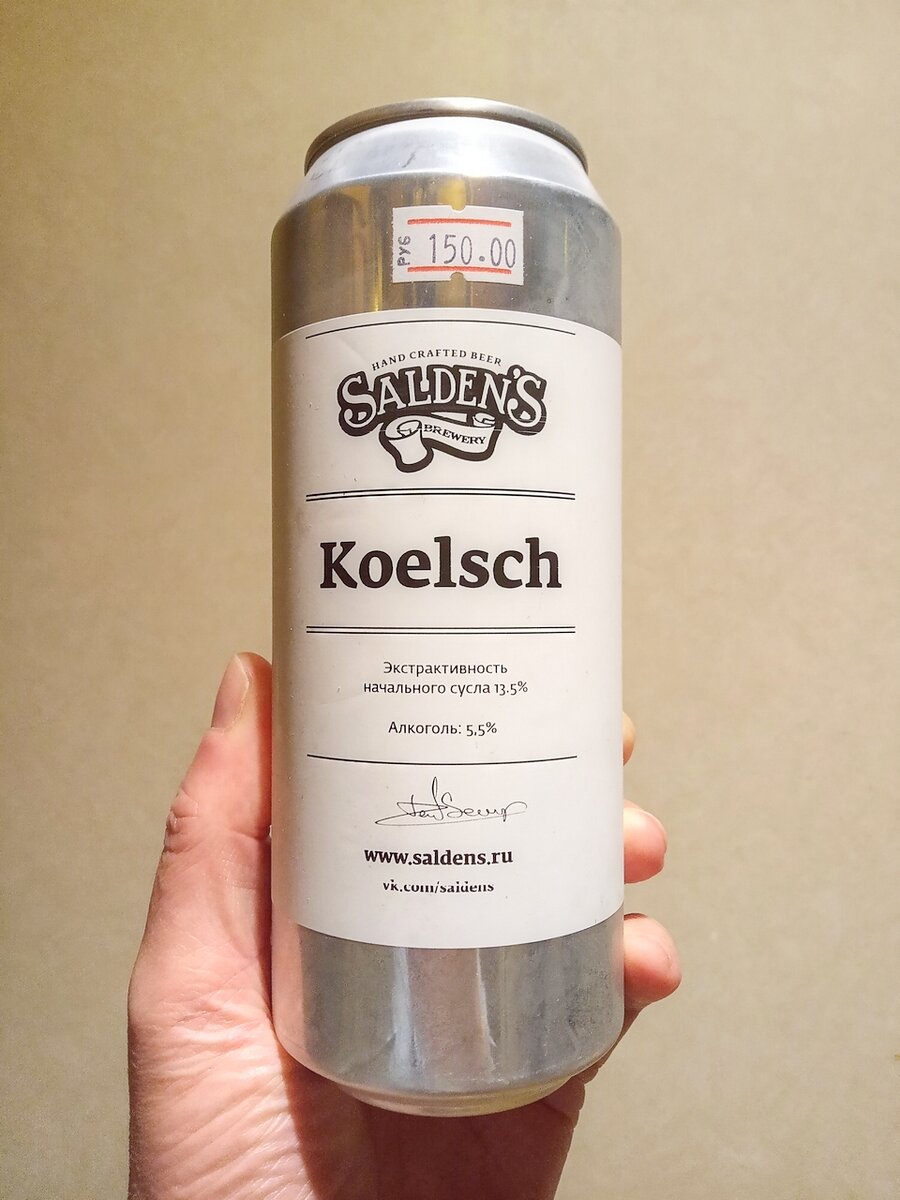 РУБ 150.00
HAND CRAFTED BEER
SALDEN'S
BREWERY
Koelsch
Экстрактивность
начального сусла 13.5%
Алкоголь: 5,5%
www.saldens.ru
vk.com/saldens